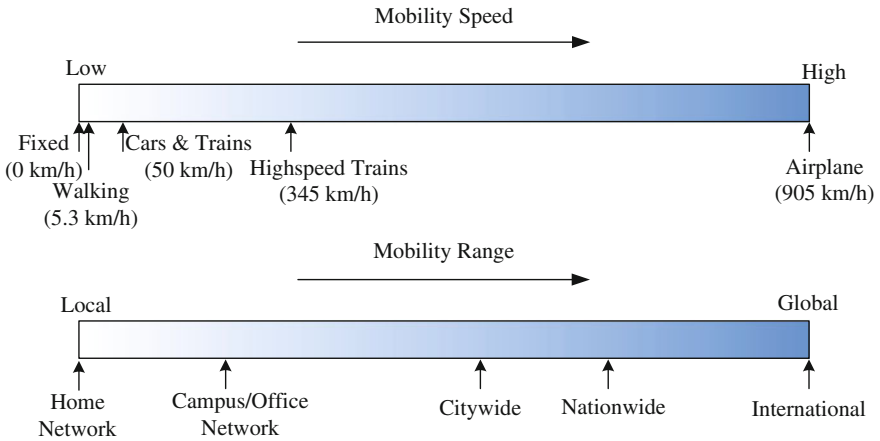 Mobility Speed
Low
High
Fixed
(0 km/h)
Walking
(5.3 km/h)
Cars & Trains
(50 km/h)
Highspeed Trains
(345 km/h)
Airplane
(905 km/h)
Mobility Range
Local
Global
Home
Network
Campus/Office
Network
Citywide
Nationwide
International